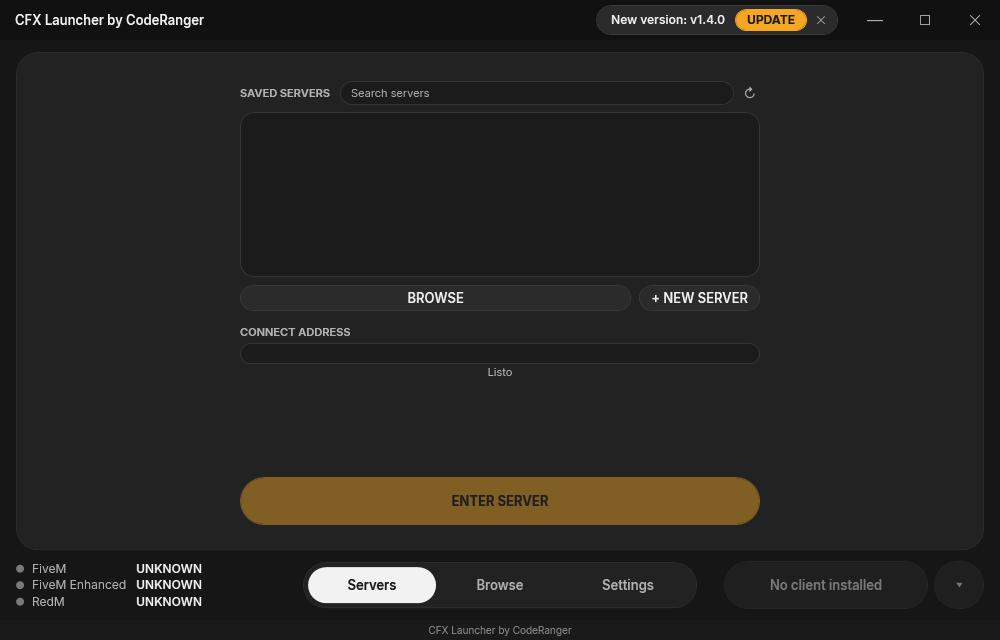 CFX Launcher by CodeRanger
New version: v1.4.0 UPDATE
SAVED SERVERS Search servers
BROWSE + NEW SERVER
CONNECT ADDRESS
Listo
ENTER SERVER
FiveM UNKNOWN
FiveM Enhanced UNKNOWN
RedM UNKNOWN
Servers Browse Settings
No client installed
CFX Launcher by CodeRanger